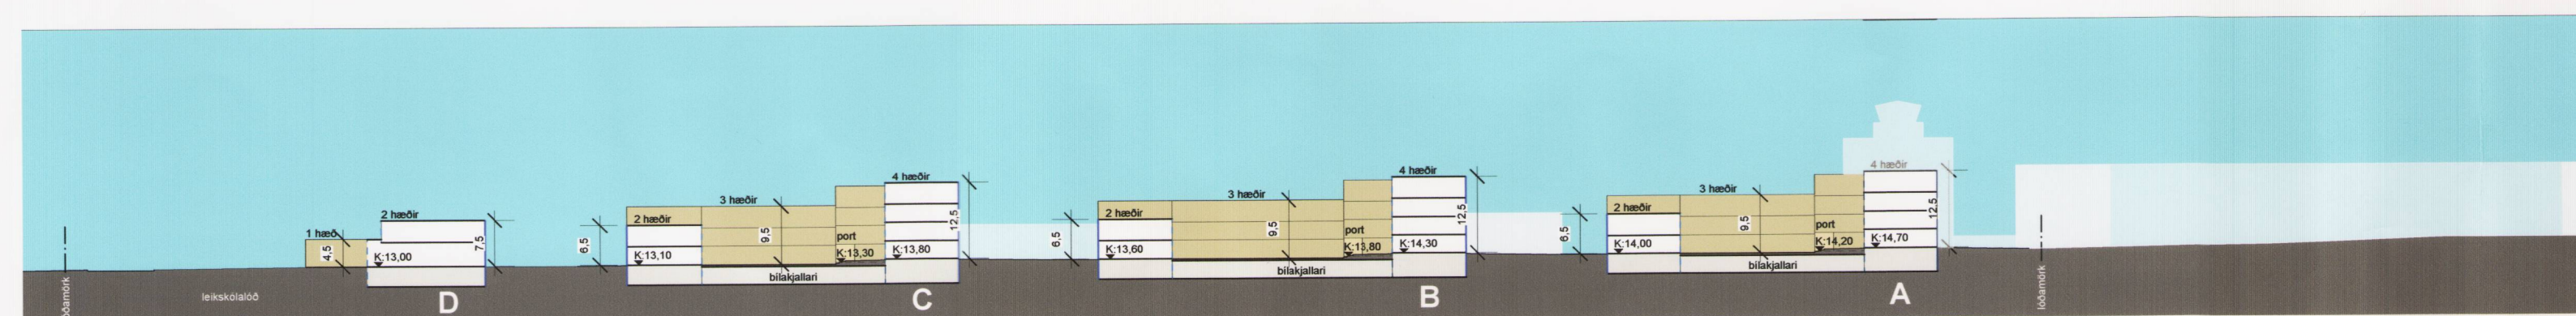 lóðamörk
leikskólalóð
1 hæð
4,5
2 hæðir
K:13,00
7,5
D
6,5
2 hæðir
K:13,10
3 hæðir
9,5
port
K:13,30
bílakjallari
4 hæðir
K:13,80
12,5
C
6,5
2 hæðir
K:13,60
3 hæðir
9,5
port
K:13,80
bílakjallari
4 hæðir
K:14,30
12,5
B
6,5
2 hæðir
K:14,00
3 hæðir
9,5
port
K:14,20
bílakjallari
4 hæðir
K:14,70
12,5
A
lóðamörk